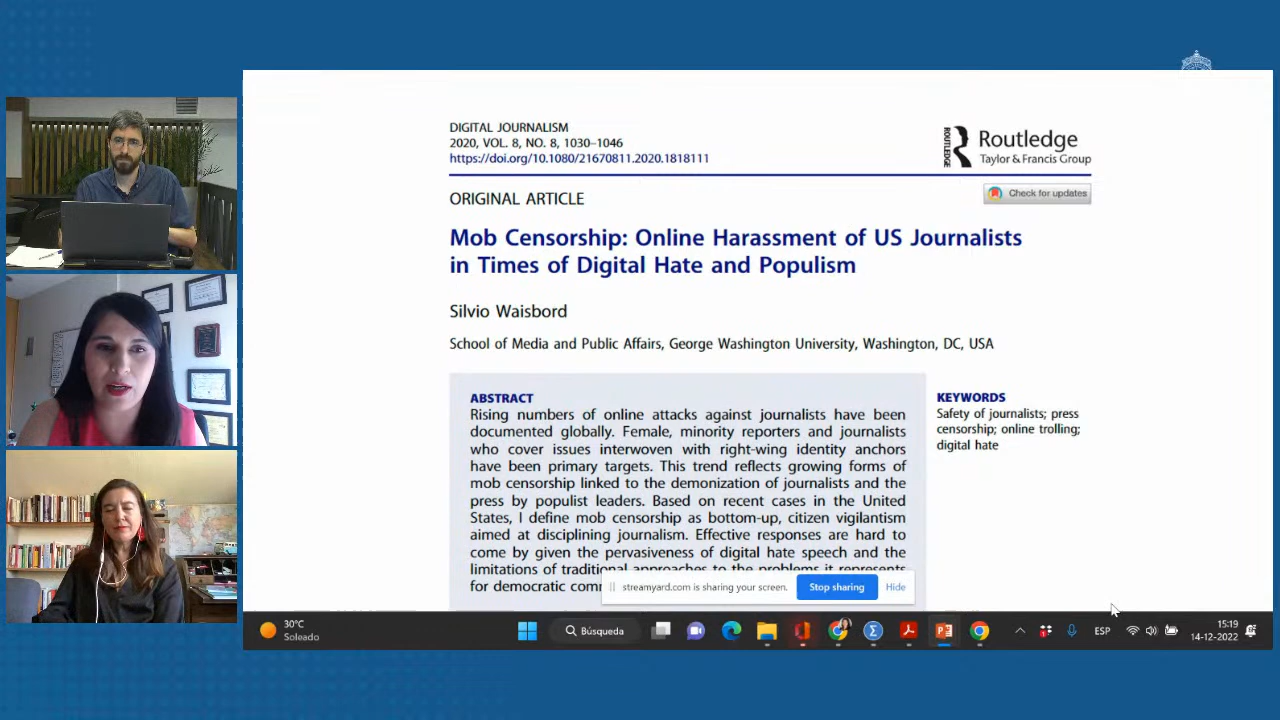 DIGITAL JOURNALISM
2020, VOL. 8, NO. 8, 1030–1046
https://doi.org/10.1080/21670811.2020.1818111
ROUTLEDGE
Routledge
Taylor & Francis Group
Check for updates
ORIGINAL ARTICLE
Mob Censorship: Online Harassment of US Journalists
in Times of Digital Hate and Populism
Silvio Waisbord
School of Media and Public Affairs, George Washington University, Washington, DC, USA
ABSTRACT
Rising numbers of online attacks against journalists have been
documented globally. Female, minority reporters and journalists
who cover issues interwoven with right-wing identity anchors
have been primary targets. This trend reflects growing forms of
mob censorship linked to the demonization of journalists and the
press by populist leaders. Based on recent cases in the United
States, I define mob censorship as bottom-up, citizen vigilantism
aimed at disciplining journalism. Effective responses are hard to
come by given the pervasiveness of digital hate speech and the
limitations of traditional approaches to the problems it represents
for democratic comm
KEYWORDS
Safety of journalists; press
censorship; online trolling;
digital hate
streamyard.com is sharing your screen.
Stop sharing
Hide
30°C
Soleado
Búsqueda
ESP
15:19
14-12-2022